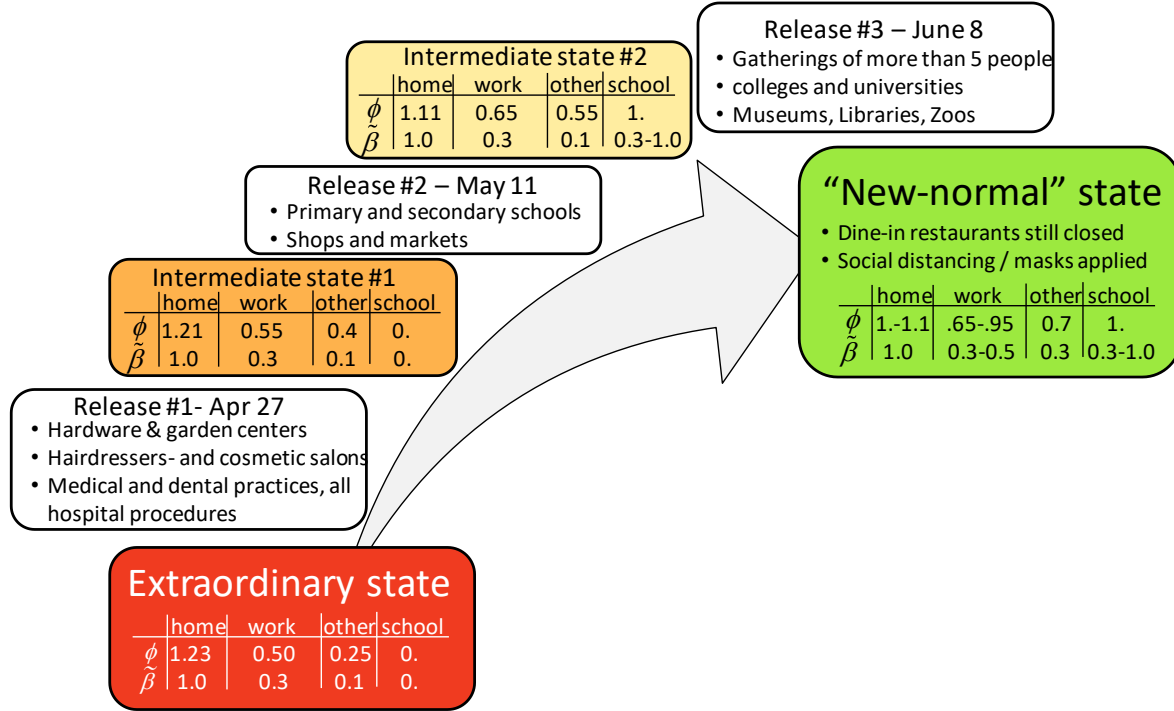 Release #3 – June 8
• Gatherings of more than 5 people
• colleges and universities
• Museums, Libraries, Zoos
Intermediate state #2
home work other school
ϕ 1.11 0.65 0.55 1.
β̃ 1.0 0.3 0.1 0.3-1.0
Release #2 – May 11
• Primary and secondary schools
• Shops and markets
“New-normal” state
• Dine-in restaurants still closed
• Social distancing / masks applied
home work other school
ϕ 1.-1.1 .65-.95 0.7 1.
β̃ 1.0 0.3-0.5 0.3 0.3-1.0
Intermediate state #1
home work other school
ϕ 1.21 0.55 0.4 0.
β̃ 1.0 0.3 0.1 0.
Release #1- Apr 27
• Hardware & garden centers
• Hairdressers- and cosmetic salons
• Medical and dental practices, all
hospital procedures
Extraordinary state
home work other school
ϕ 1.23 0.50 0.25 0.
β̃ 1.0 0.3 0.1 0.